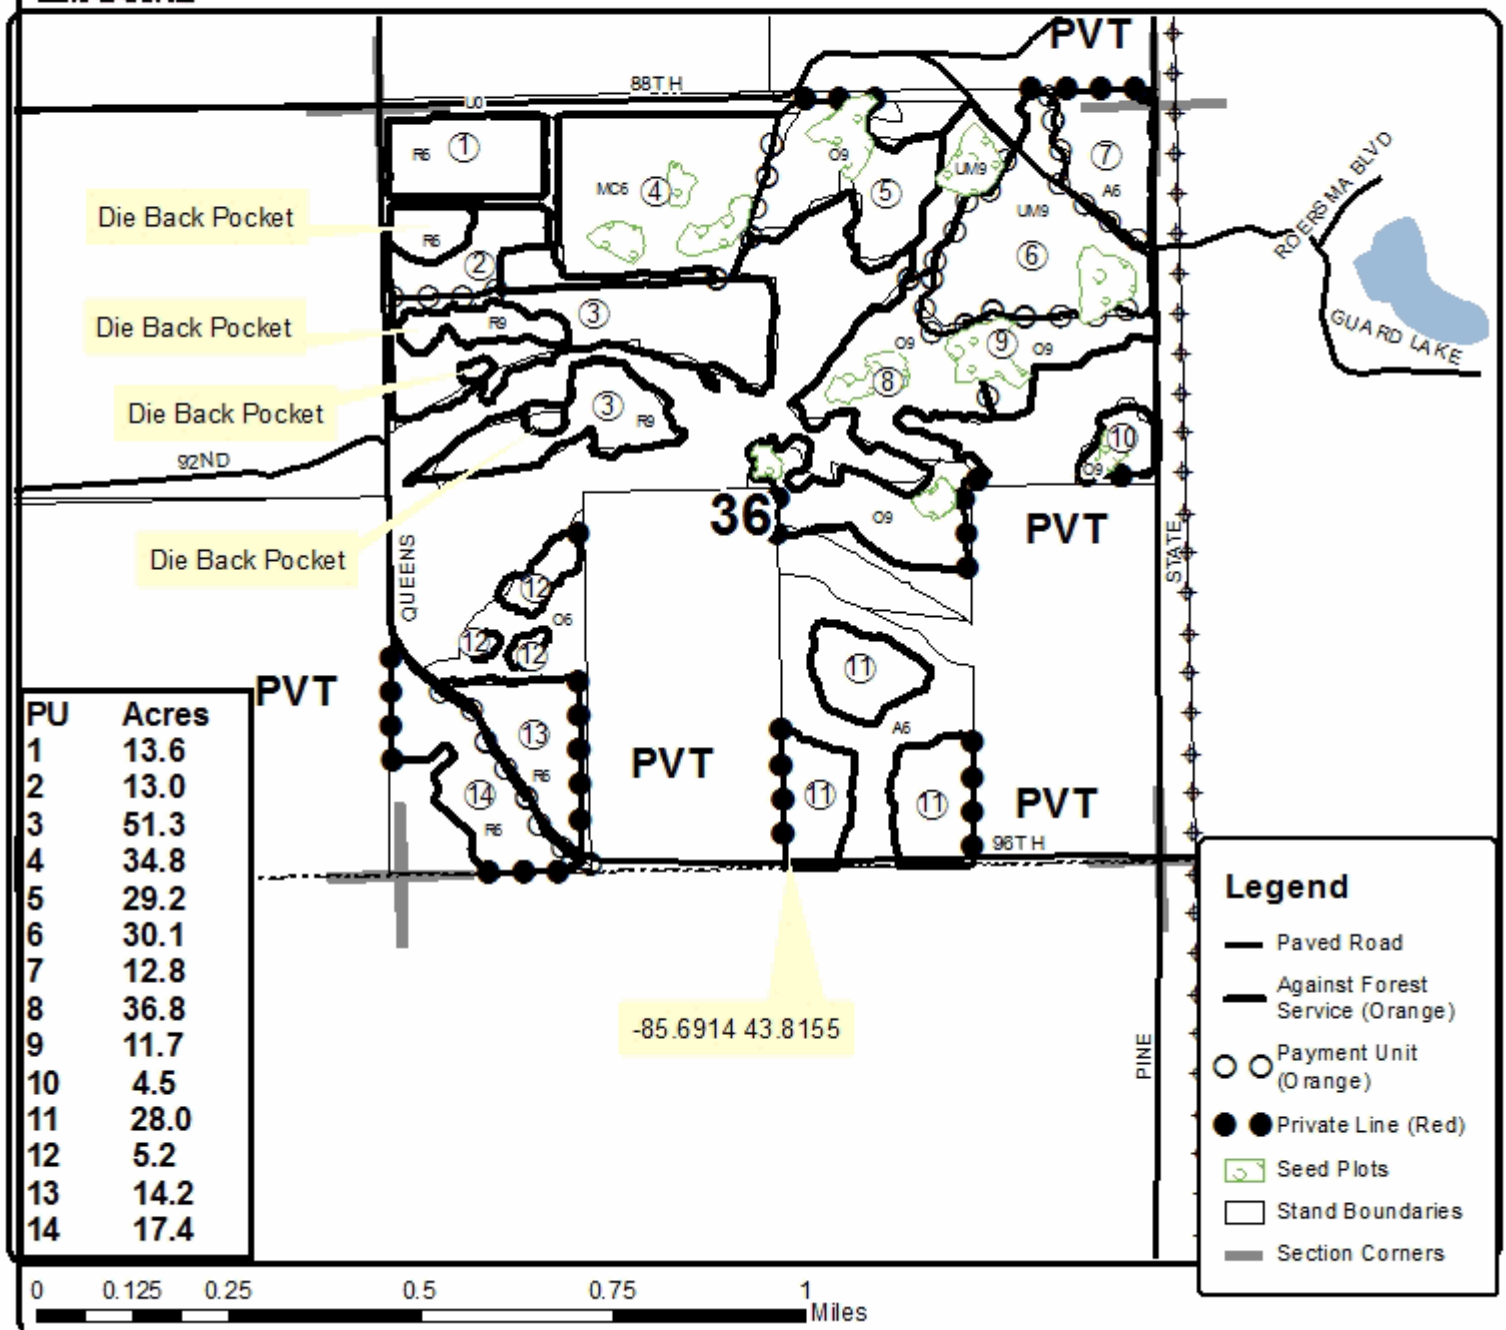 PVT
88TH
U0
ROERSMA BLVD
R6 1
MC6 4
O9
5
UM9
7
A6
UM9
6
Die Back Pocket
R6
2
Die Back Pocket
R9
3
GUARD LAKE
O9
9
O9
8
Die Back Pocket
3
R9
10
O9
92ND
36
O9
PVT
STATE
Die Back Pocket
QUEENS
12
O6
12
12
11
PVT
A6
13
R6
PVT
14
R6
11
11
PVT
96TH
PU Acres
1 13.6
2 13.0
3 51.3
4 34.8
5 29.2
6 30.1
7 12.8
8 36.8
9 11.7
10 4.5
11 28.0
12 5.2
13 14.2
14 17.4
-85.6914 43.8155
PINE
Legend
Paved Road
Against Forest
Service (Orange)
Payment Unit
(Orange)
Private Line (Red)
Seed Plots
Stand Boundaries
Section Corners
0 0.125 0.25 0.5 0.75 1
Miles